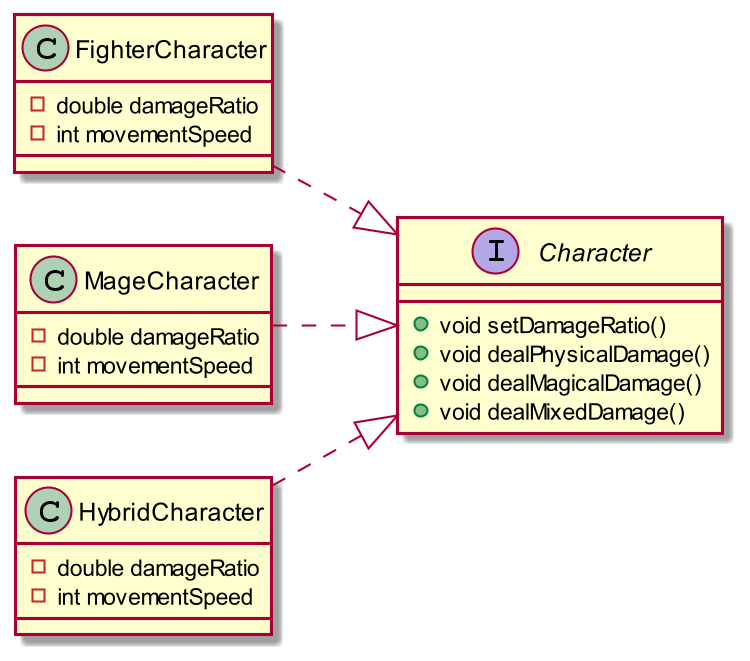 C FighterCharacter
double damageRatio
int movementSpeed
C MageCharacter
double damageRatio
int movementSpeed
C HybridCharacter
double damageRatio
int movementSpeed
I Character
void setDamageRatio()
void dealPhysicalDamage()
void dealMagicalDamage()
void dealMixedDamage()